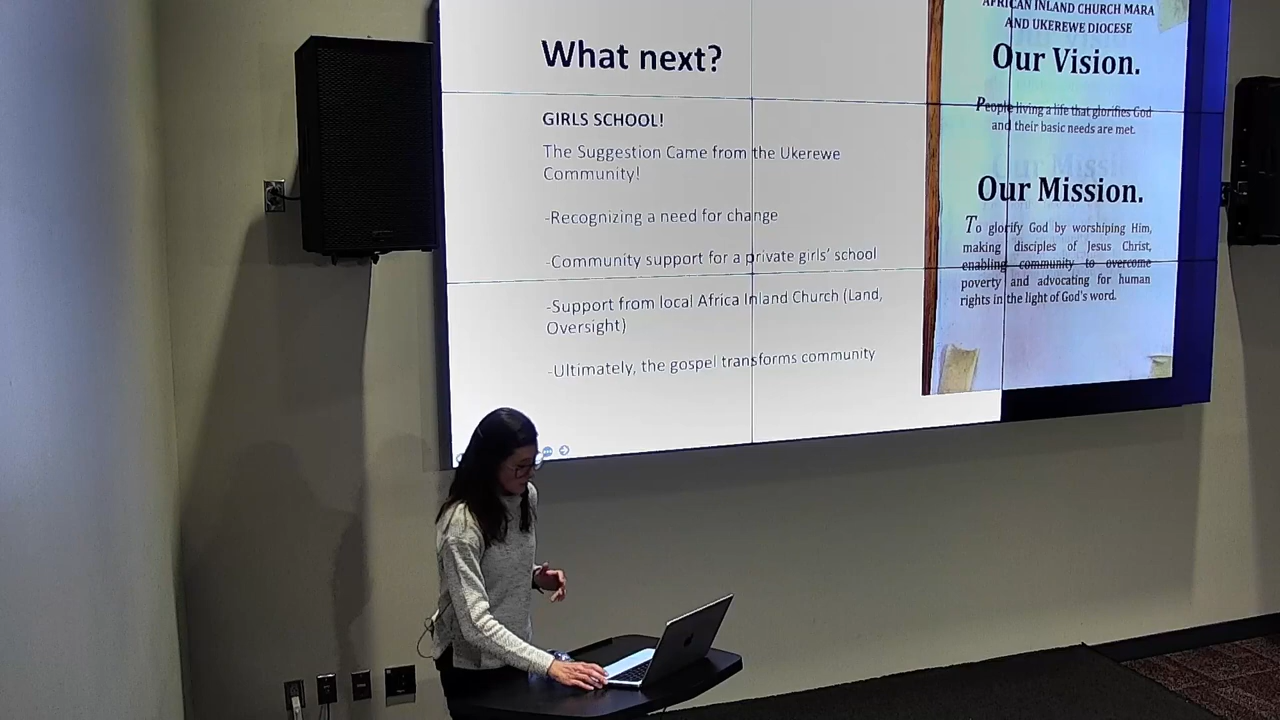 What next?
GIRLS SCHOOL!
The Suggestion Came from the Ukerewe
Community!
-Recognizing a need for change
-Community support for a private girls' school
-Support from local Africa Inland Church (Land,
Oversight)
-Ultimately, the gospel transforms community
AFRICAN INLAND CHURCH MARA
AND UKEREWE DIOCESE
Our Vision.
People living a life that glorifies God
and their basic needs are met.
Our Mission.
To glorify God by worshiping Him,
making disciples of Jesus Christ,
enabling community to overcome
poverty and advocating for human
rights in the light of God's word.